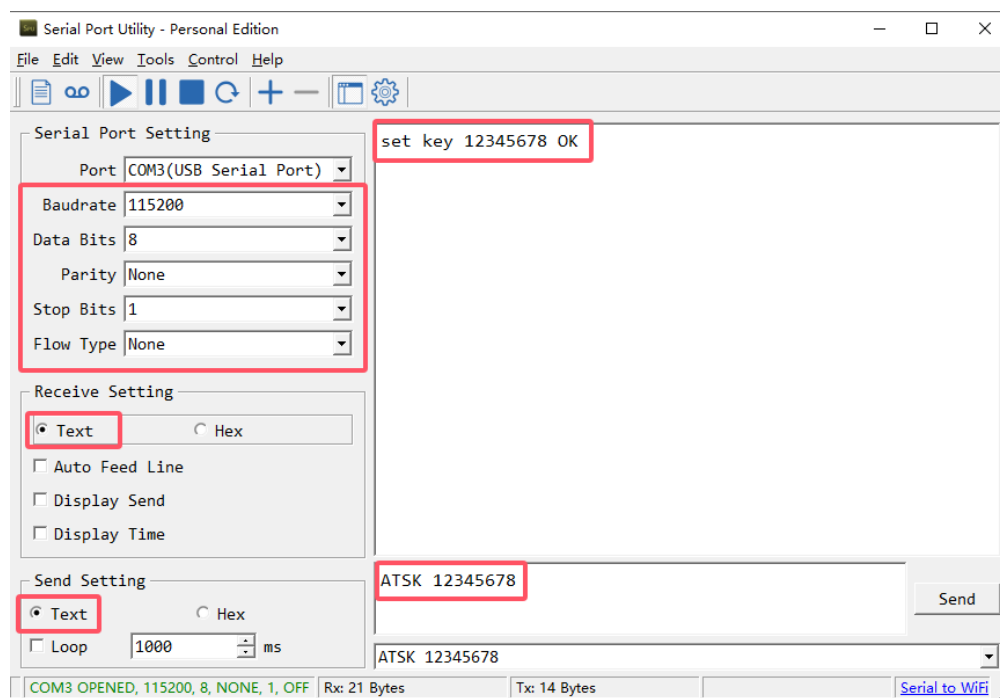 Serial Port Utility - Personal Edition
File Edit View Tools Control Help
Serial Port Setting
Port COM3(USB Serial Port)
Baudrate 115200
Data Bits 8
Parity None
Stop Bits 1
Flow Type None
Receive Setting
Text Hex
Auto Feed Line
Display Send
Display Time
Send Setting
Text Hex
Loop 1000 ms
set key 12345678 OK
ATSK 12345678
Send
ATSK 12345678
COM3 OPENED, 115200, 8, NONE, 1, OFF Rx: 21 Bytes Tx: 14 Bytes Serial to WiFi